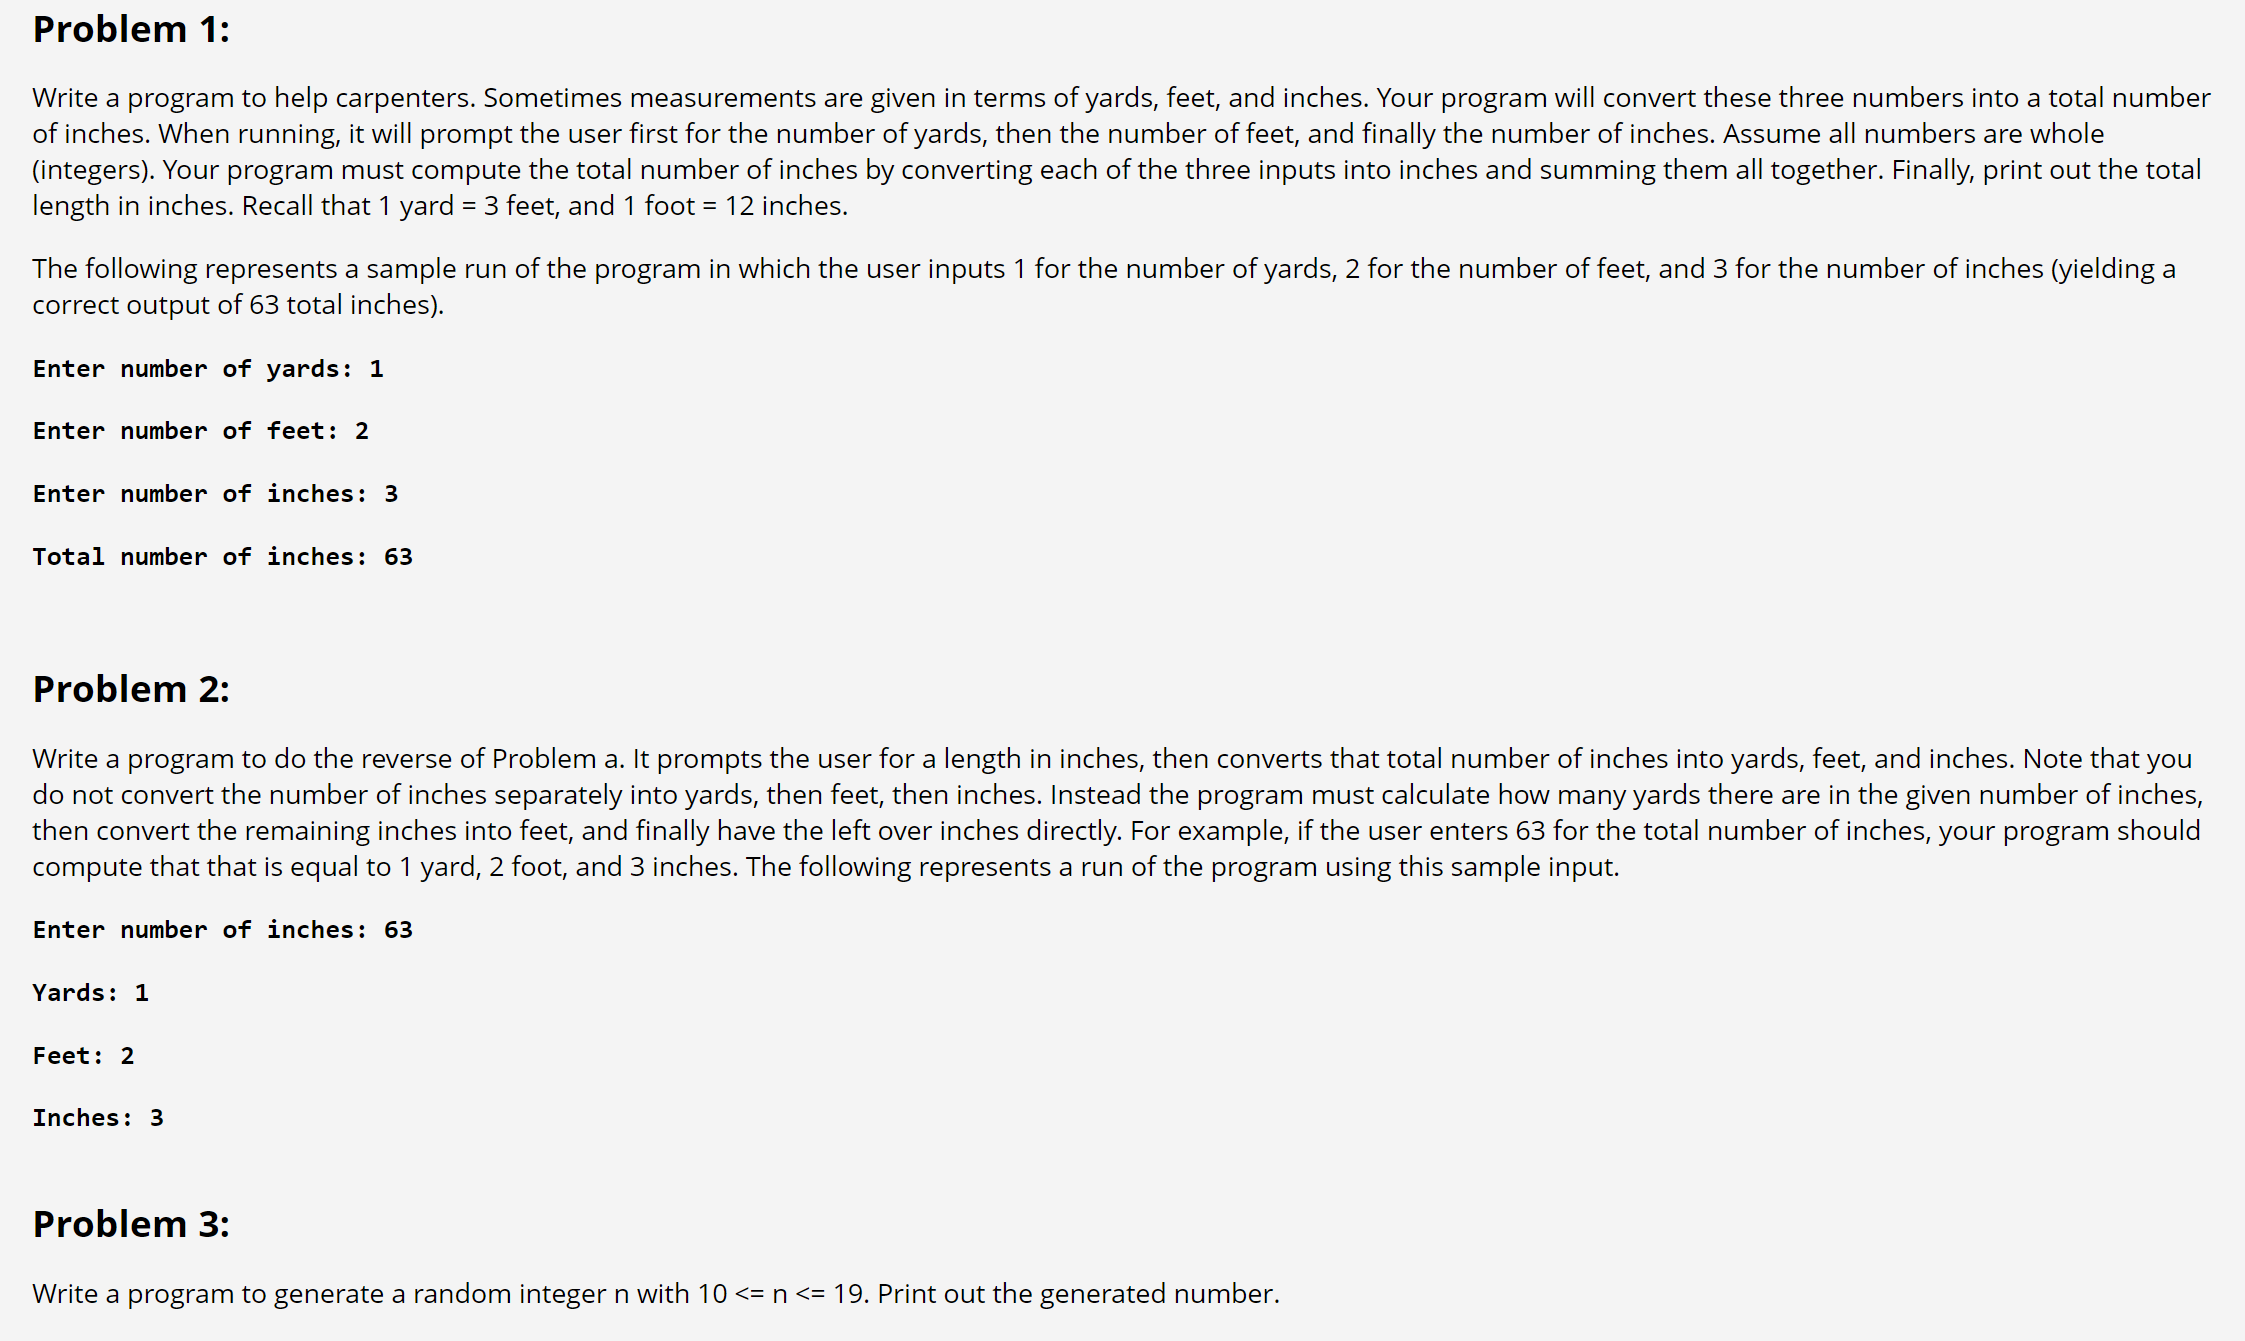 Problem 1:
Write a program to help carpenters. Sometimes measurements are given in terms of yards, feet, and inches. Your program will convert these three numbers into a total number
of inches. When running, it will prompt the user first for the number of yards, then the number of feet, and finally the number of inches. Assume all numbers are whole
(integers). Your program must compute the total number of inches by converting each of the three inputs into inches and summing them all together. Finally, print out the total
length in inches. Recall that 1 yard = 3 feet, and 1 foot = 12 inches.
The following represents a sample run of the program in which the user inputs 1 for the number of yards, 2 for the number of feet, and 3 for the number of inches (yielding a
correct output of 63 total inches).
Enter number of yards: 1
Enter number of feet: 2
Enter number of inches: 3
Total number of inches: 63
Problem 2:
Write a program to do the reverse of Problem a. It prompts the user for a length in inches, then converts that total number of inches into yards, feet, and inches. Note that you
do not convert the number of inches separately into yards, then feet, then inches. Instead the program must calculate how many yards there are in the given number of inches,
then convert the remaining inches into feet, and finally have the left over inches directly. For example, if the user enters 63 for the total number of inches, your program should
compute that that is equal to 1 yard, 2 foot, and 3 inches. The following represents a run of the program using this sample input.
Enter number of inches: 63
Yards: 1
Feet: 2
Inches: 3
Problem 3:
Write a program to generate a random integer n with 10 <= n <= 19. Print out the generated number.